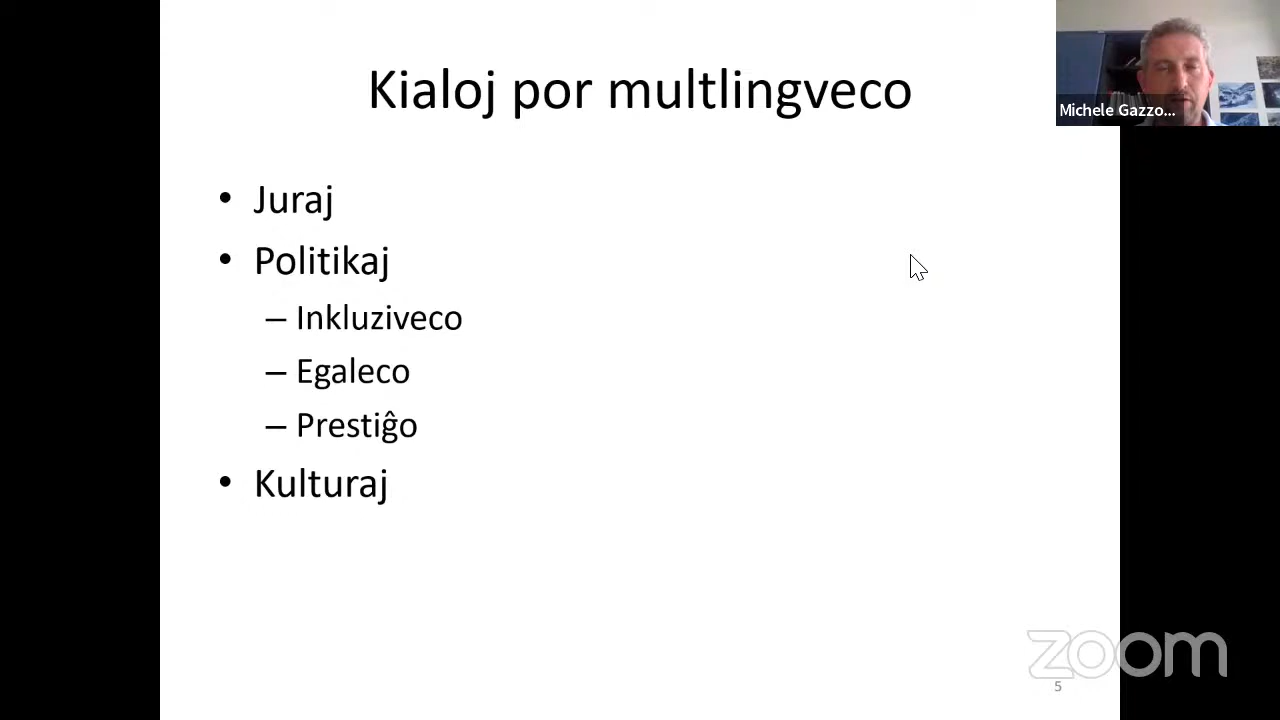 Kialoj por multlingveco
Michele Gazzo...
• Juraj
• Politikaj
– Inkluziveco
– Egaleco
– Prestiĝo
• Kulturaj
zoom
5